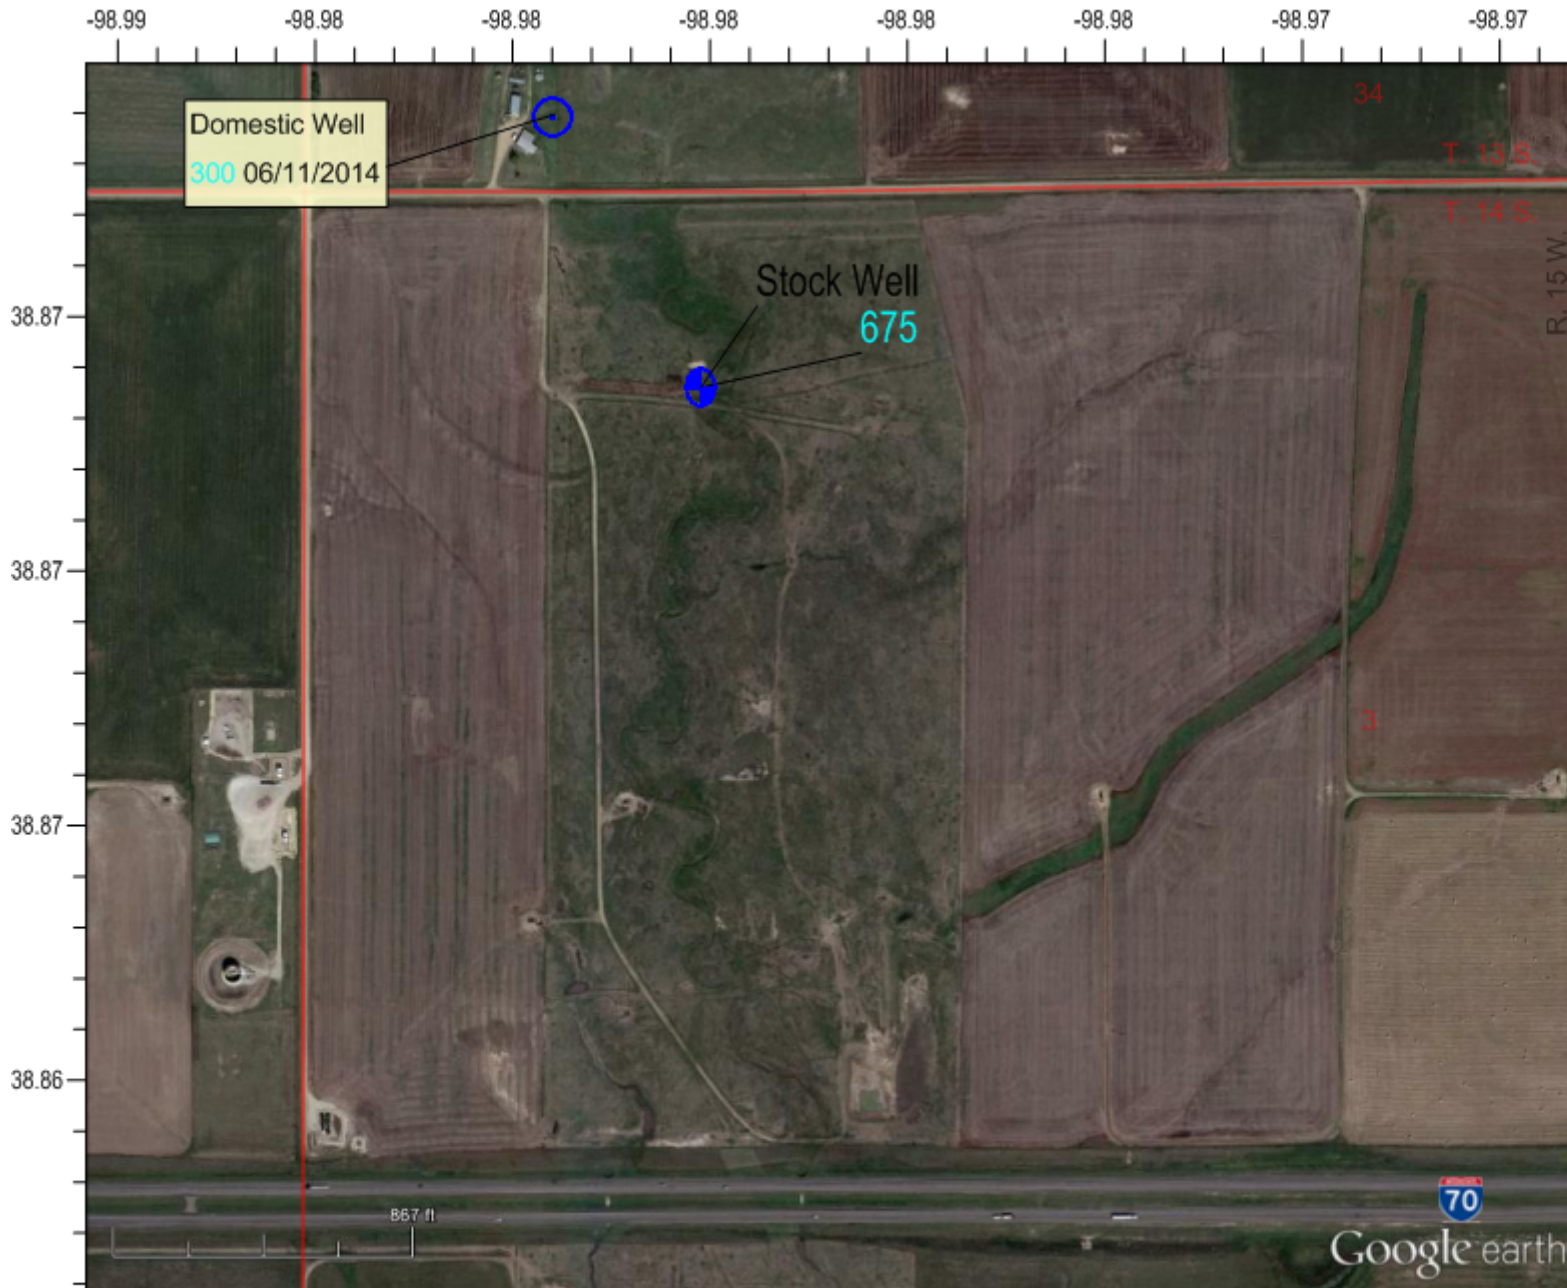 -98.99 -98.98 -98.98 -98.98 -98.98 -98.98 -98.97 -98.97
34
Domestic Well
T. 13 S.
300 06/11/2014
T. 14 S.
R. 15 W.
Stock Well
38.87
675
38.87
3
38.87
38.86
70
867 ft
Google earth